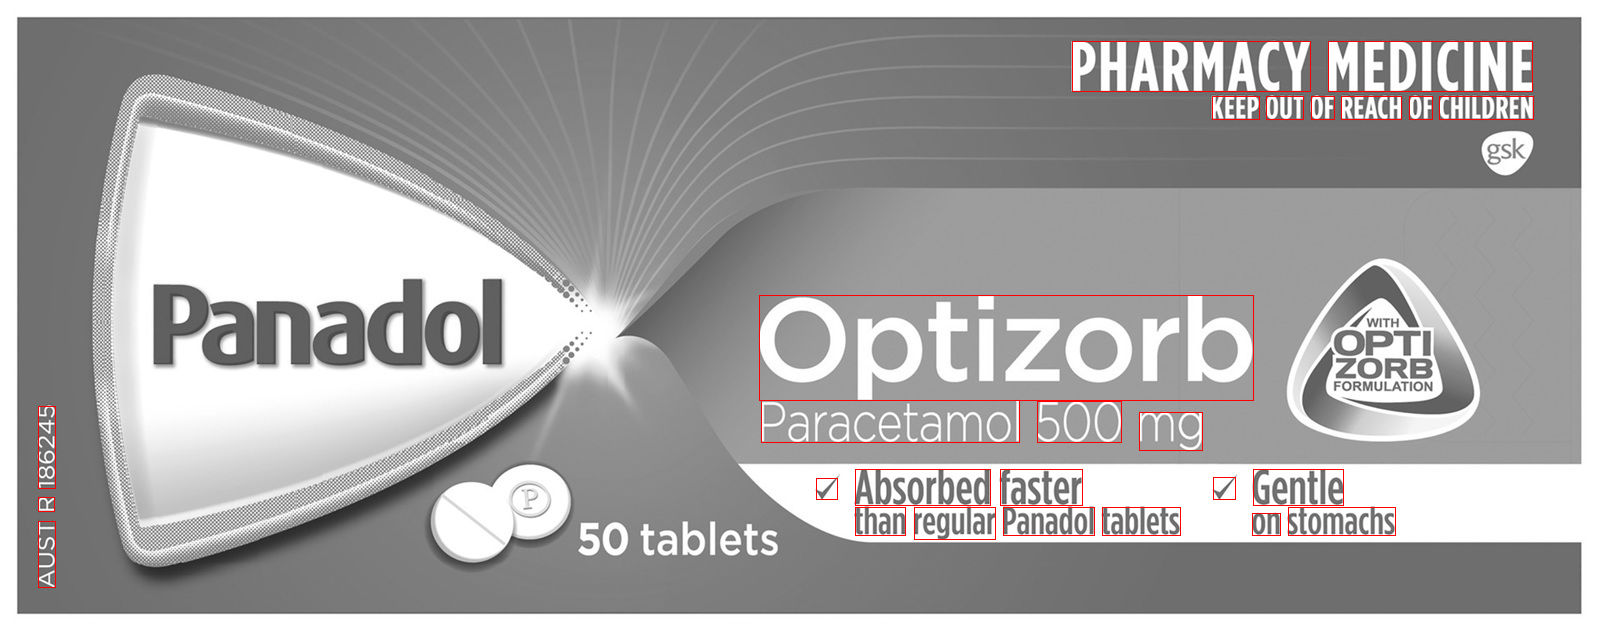 PHARMACY MEDICINE
KEEP OUT OF REACH OF CHILDREN
gsk
Panadol
Optizorb
Paracetamol 500 mg
WITH
OPTI
ZORB
FORMULATION
✓ Absorbed faster
than regular Panadol tablets
✓ Gentle
on stomachs
P
50 tablets
AUST R 186245